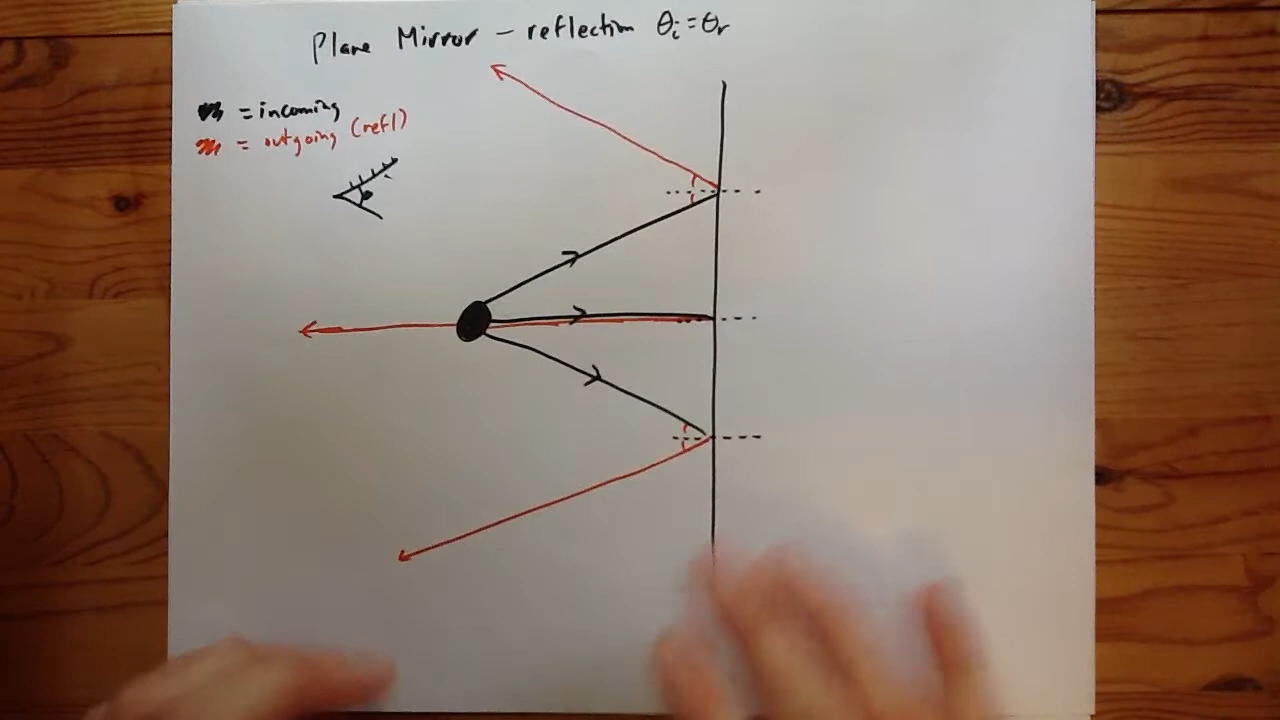 Plane Mirror - reflection θi = θr
= incoming
= outgoing (refl)